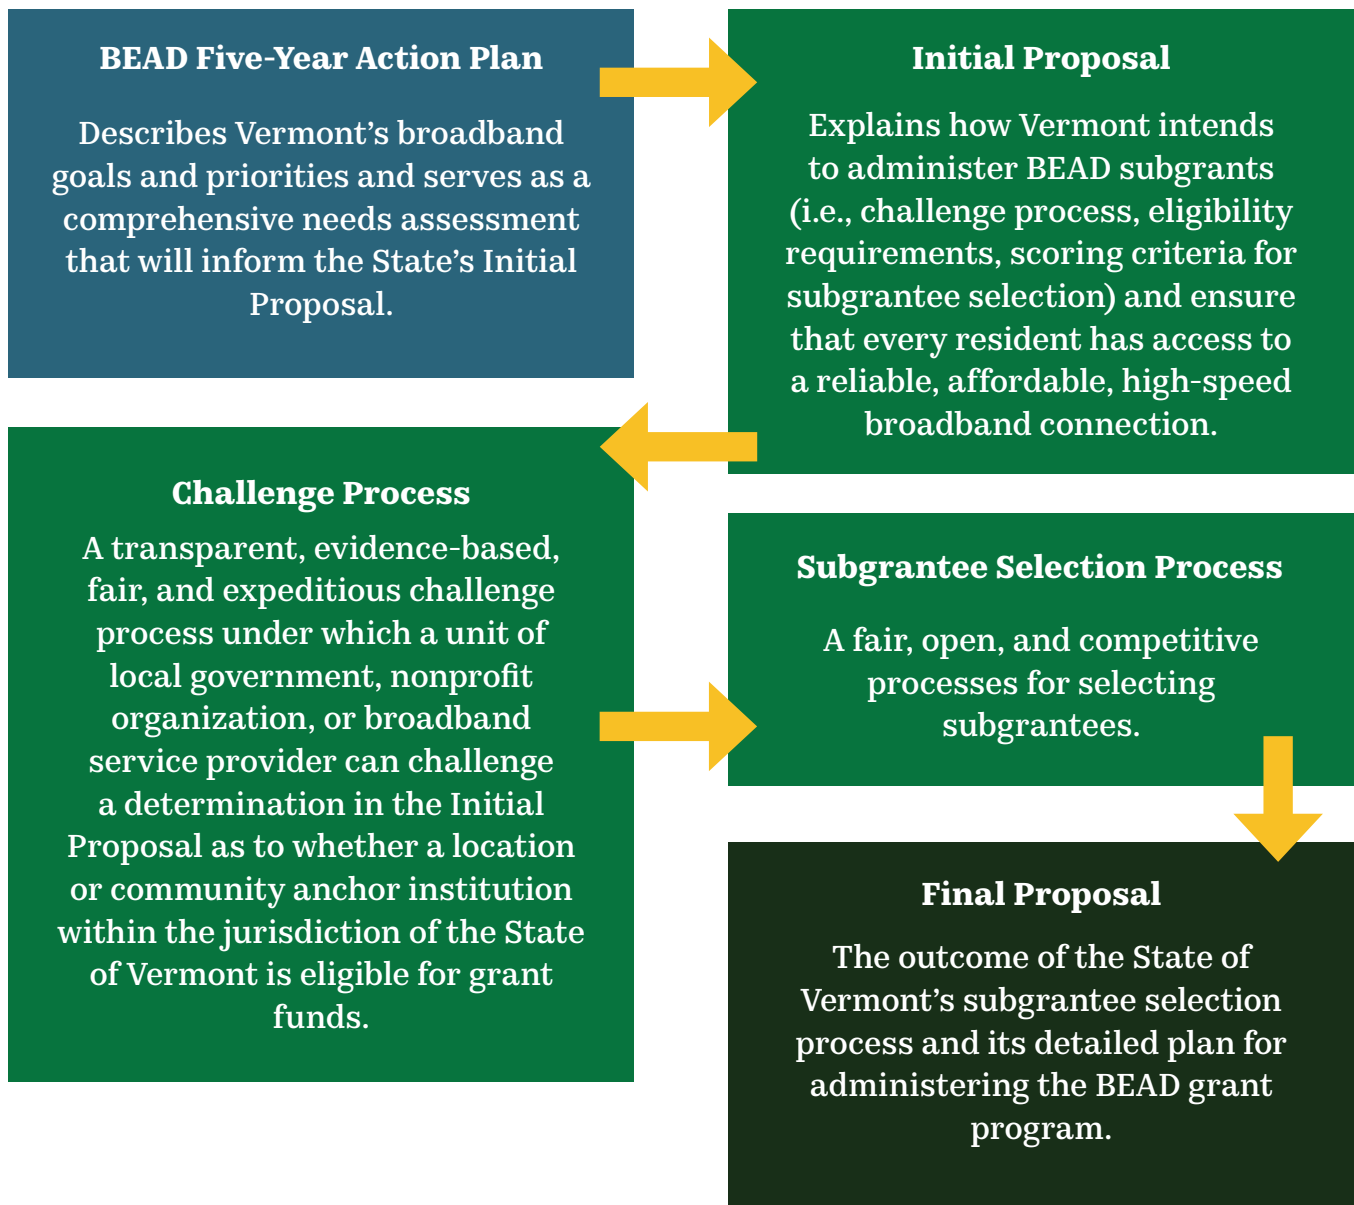 BEAD Five-Year Action Plan
Describes Vermont’s broadband
goals and priorities and serves as a
comprehensive needs assessment
that will inform the State’s Initial
Proposal.
Initial Proposal
Explains how Vermont intends
to administer BEAD subgrants
(i.e., challenge process, eligibility
requirements, scoring criteria for
subgrantee selection) and ensure
that every resident has access to
a reliable, affordable, high-speed
broadband connection.
Challenge Process
A transparent, evidence-based,
fair, and expeditious challenge
process under which a unit of
local government, nonprofit
organization, or broadband
service provider can challenge
a determination in the Initial
Proposal as to whether a location
or community anchor institution
within the jurisdiction of the State
of Vermont is eligible for grant
funds.
Subgrantee Selection Process
A fair, open, and competitive
processes for selecting
subgrantees.
Final Proposal
The outcome of the State of
Vermont’s subgrantee selection
process and its detailed plan for
administering the BEAD grant
program.